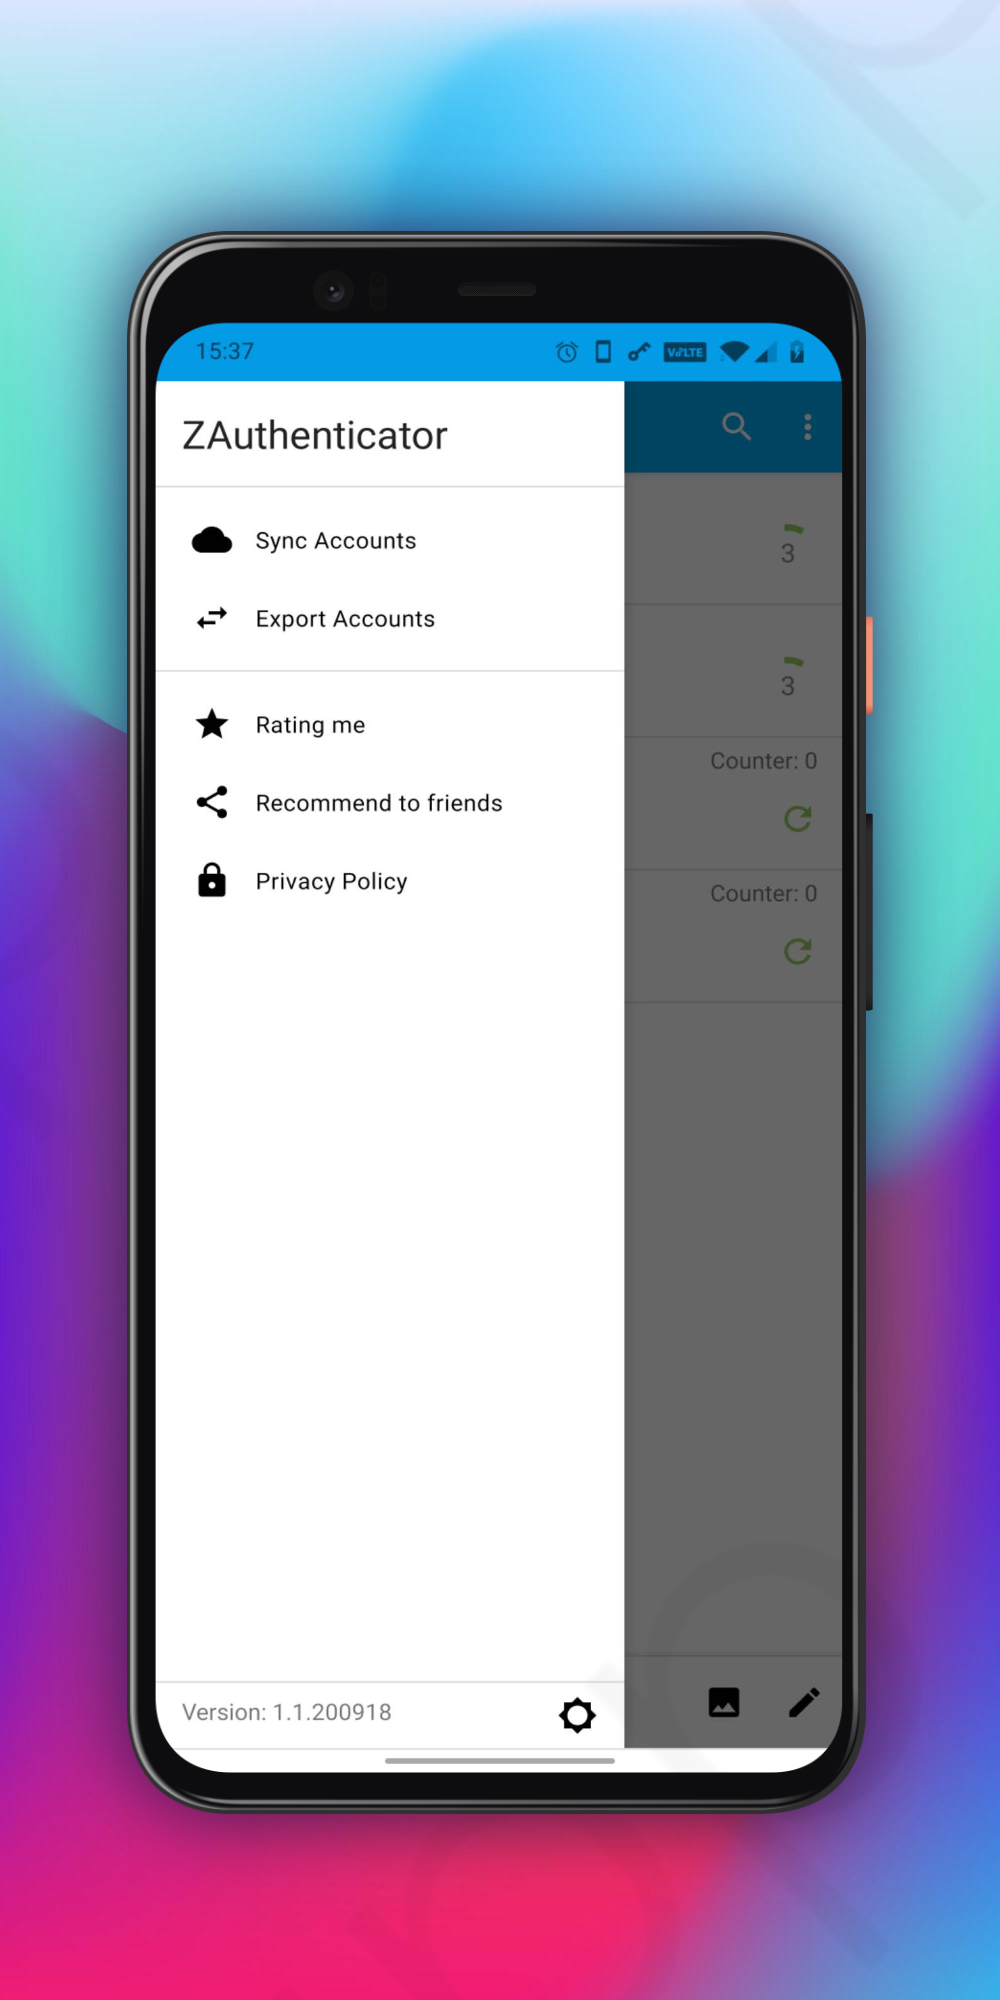 15:37
VoLTE
ZAuthenticator
Sync Accounts
Export Accounts
Rating me
Recommend to friends
Privacy Policy
3
3
Counter: 0
Counter: 0
Version: 1.1.200918